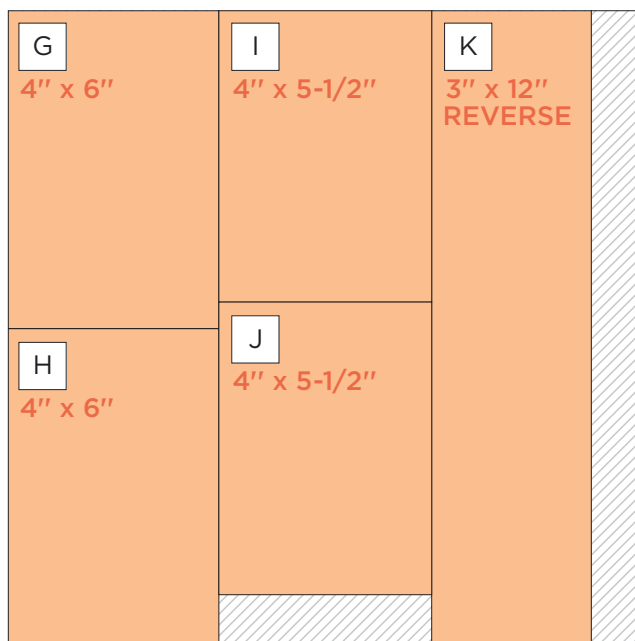 G
4" x 6"
I
4" x 5-1/2"
K
3" x 12"
REVERSE
H
4" x 6"
J
4" x 5-1/2"